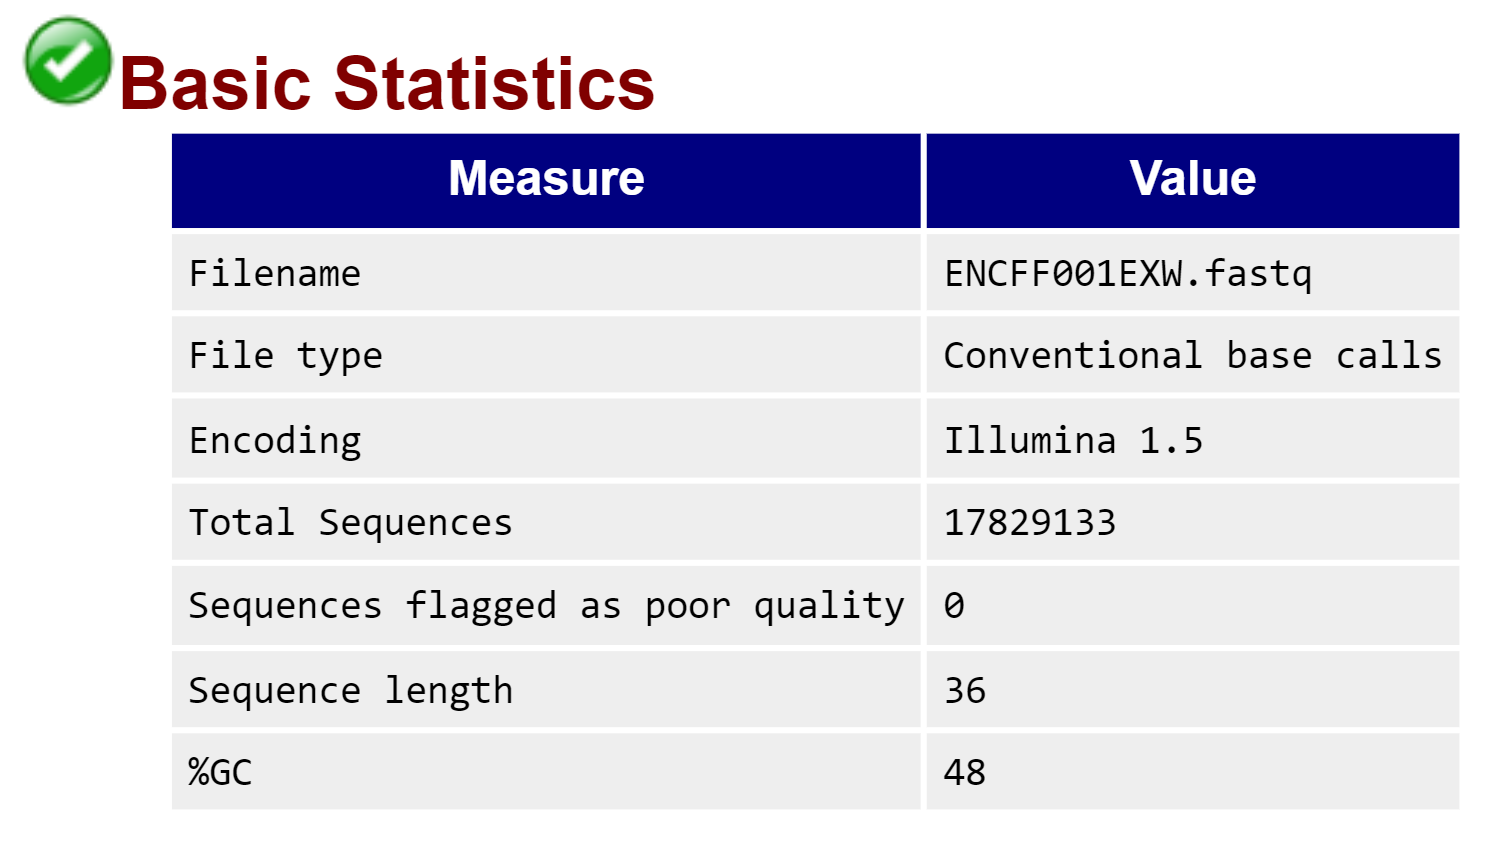 Basic Statistics
Measure Value
Filename ENCFF001EXW.fastq
File type Conventional base calls
Encoding Illumina 1.5
Total Sequences 17829133
Sequences flagged as poor quality 0
Sequence length 36
%GC 48